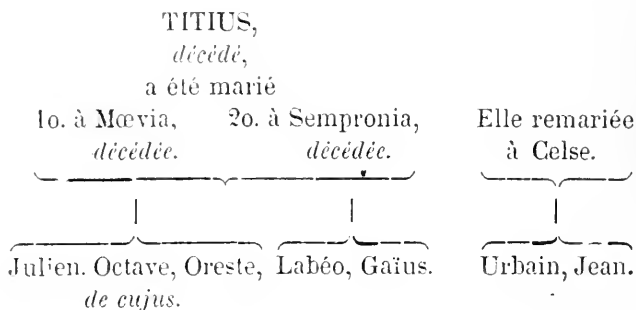 TITIUS,
décédé,
a été marié
1o. à Mœvia, 2o. à Sempronia, Elle remariée
décédée. décédée. à Celse.
Julien. Octave, Oreste, Labéo, Gaïus. Urbain, Jean.
de cujus.